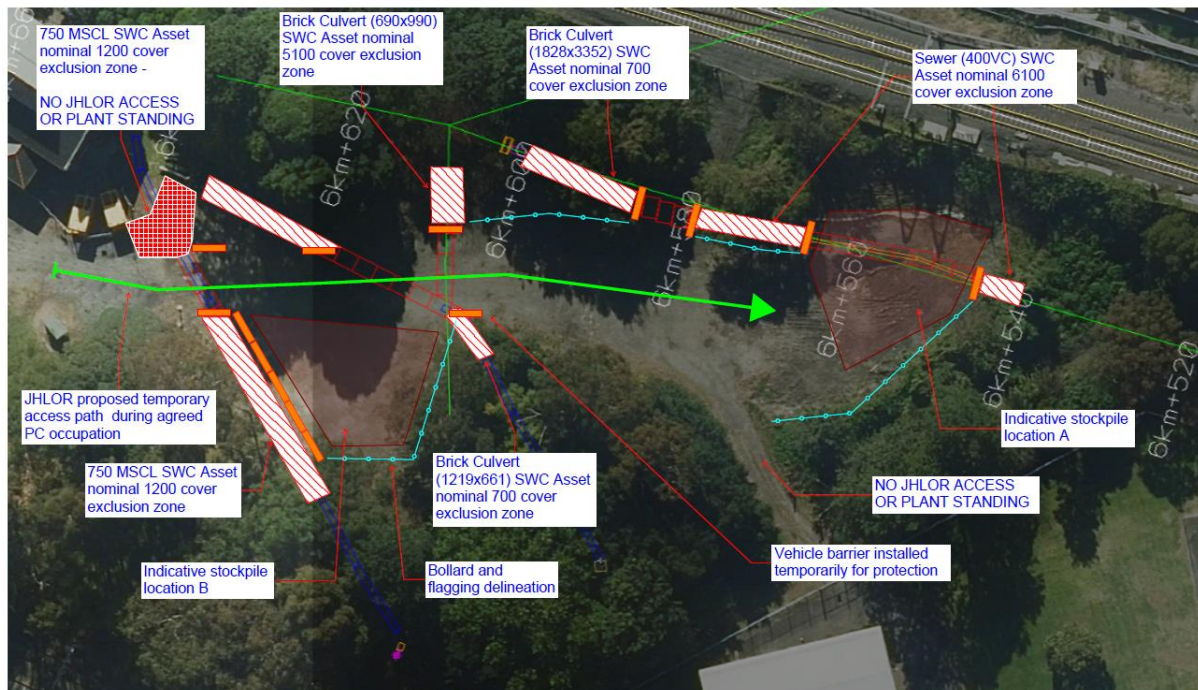 750 MSCL SWC Asset
nominal 1200 cover
exclusion zone -
NO JHLOR ACCESS
OR PLANT STANDING
Brick Culvert (690x990)
SWC Asset nominal
5100 cover exclusion
zone
Brick Culvert
(1828x3352) SWC
Asset nominal 700
cover exclusion zone
Sewer (400VC) SWC
Asset nominal 6100
cover exclusion zone
6km+620
6km+600
6km+580
6km+560
6km+540
6km+520
JHLOR proposed temporary
access path during agreed
PC occupation
750 MSCL SWC Asset
nominal 1200 cover
exclusion zone
Indicative stockpile
location B
Bollard and
flagging delineation
Brick Culvert
(1219x661) SWC Asset
nominal 700 cover
exclusion zone
Vehicle barrier installed
temporarily for protection
NO JHLOR ACCESS
OR PLANT STANDING
Indicative stockpile
location A